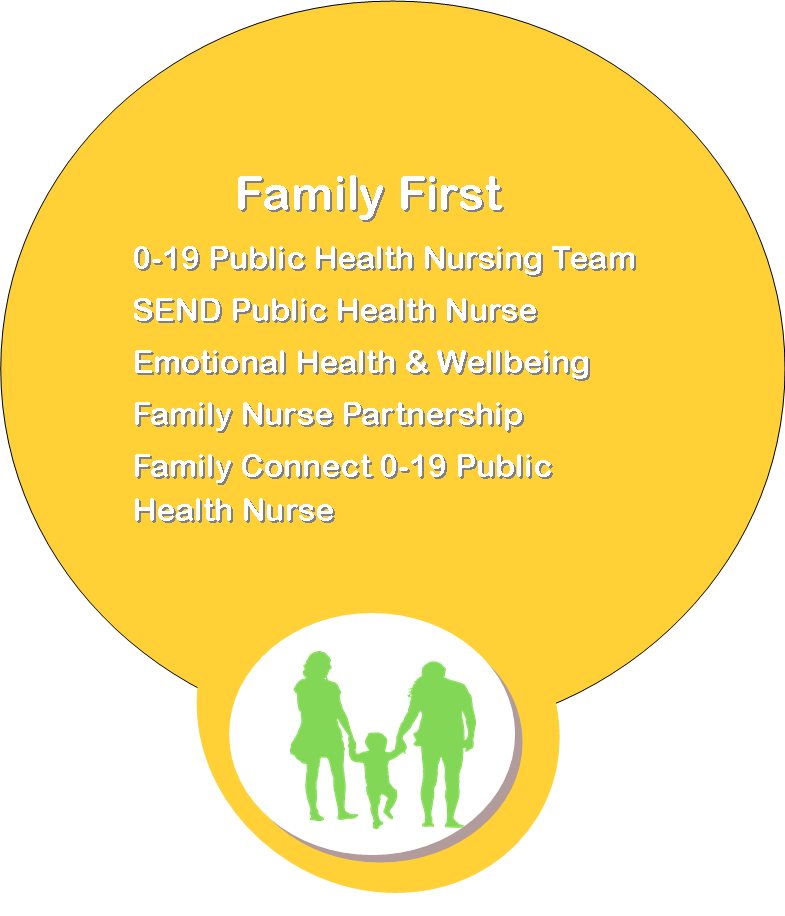 Family First
0-19 Public Health Nursing Team
SEND Public Health Nurse
Emotional Health & Wellbeing
Family Nurse Partnership
Family Connect 0-19 Public
Health Nurse